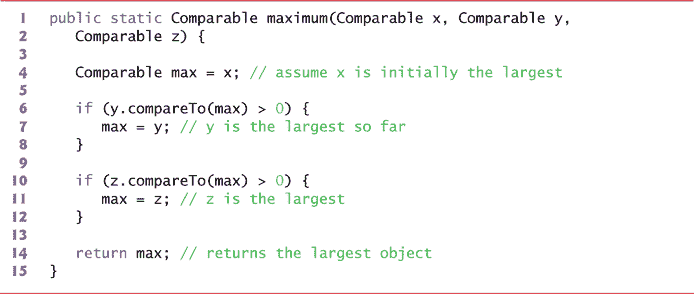 1 public static Comparable maximum(Comparable x, Comparable y,
2 Comparable z) {
3
4 Comparable max = x; // assume x is initially the largest
5
6 if (y.compareTo(max) > 0) {
7 max = y; // y is the largest so far
8 }
9
10 if (z.compareTo(max) > 0) {
11 max = z; // z is the largest
12 }
13
14 return max; // returns the largest object
15 }